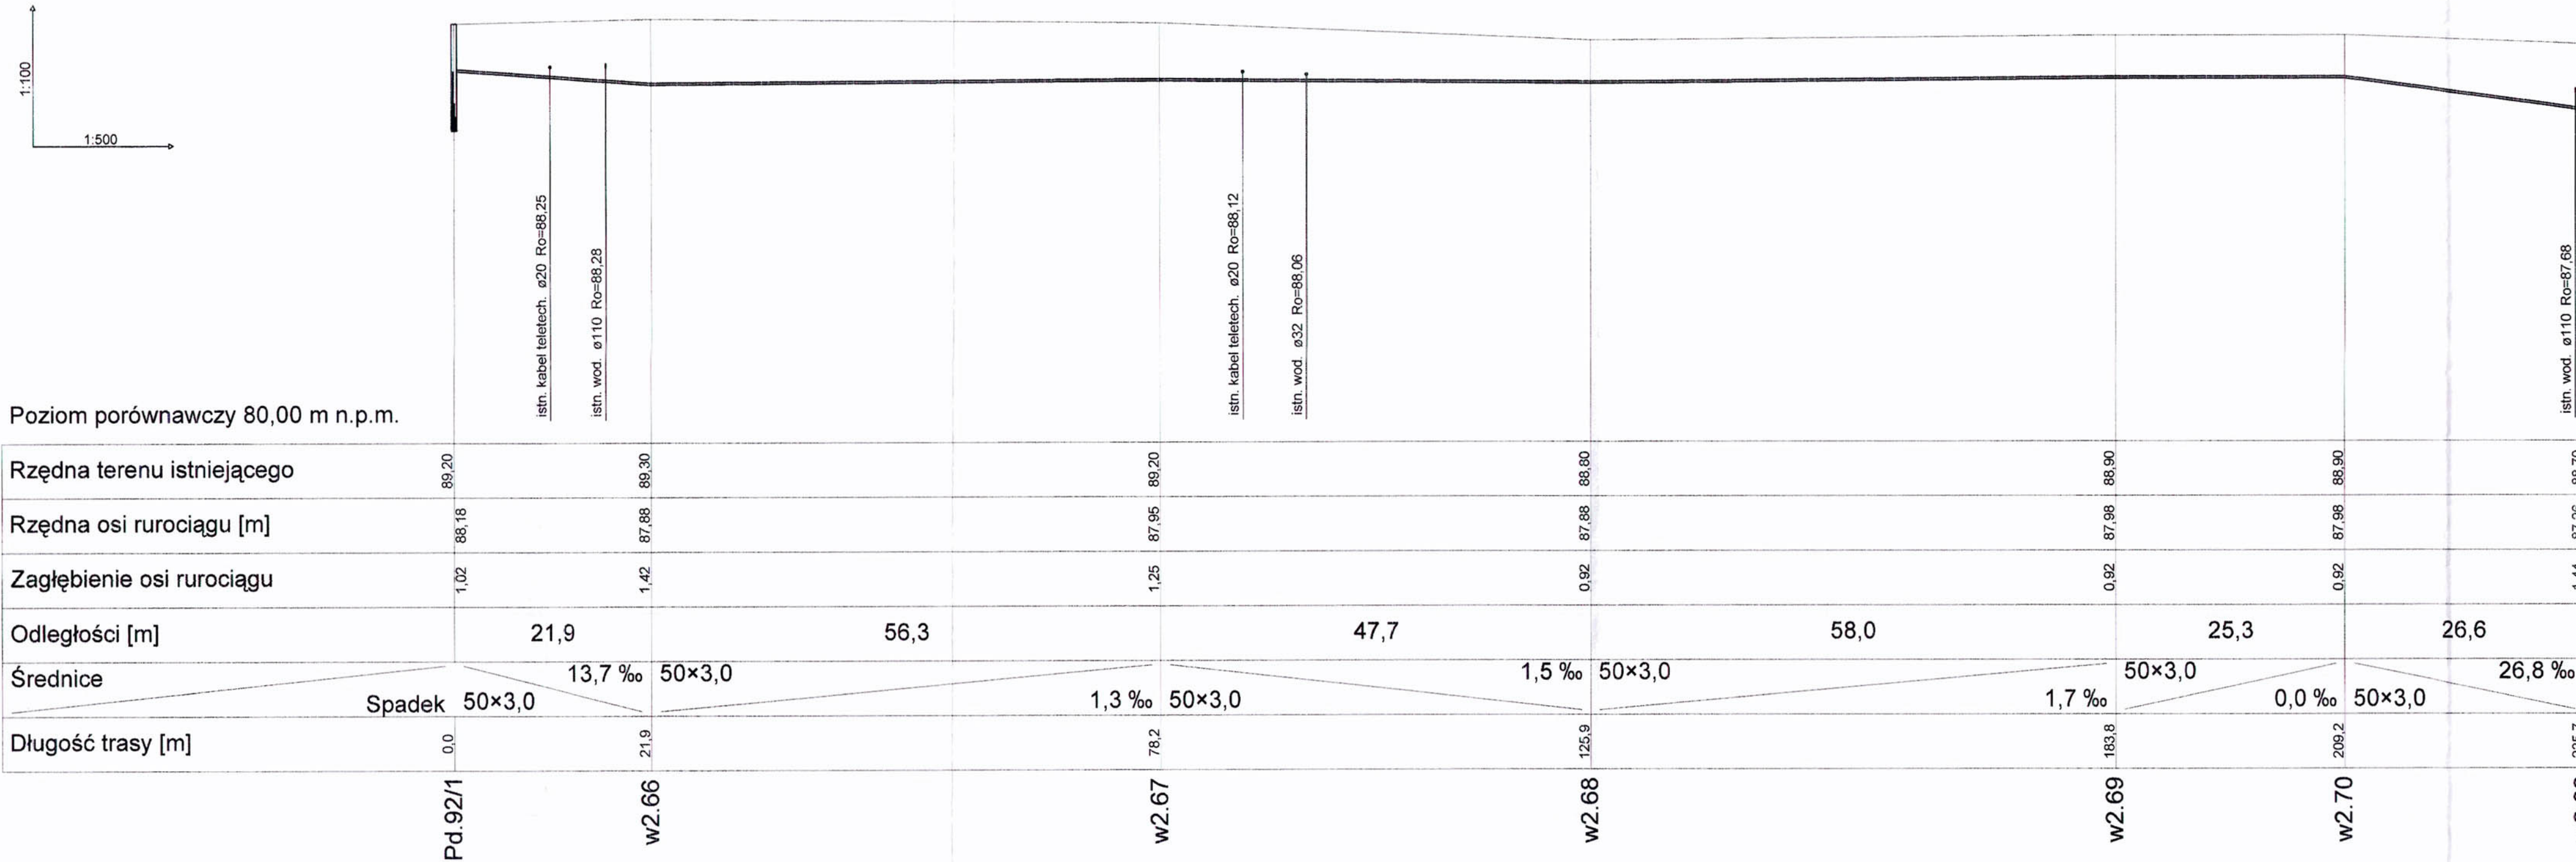 1:100
1:500
istn. kabel teletech. ø20 Ro=88,25
istn. wod. ø110 Ro=88,28
istn. kabel teletech. ø20 Ro=88,12
istn. wod. ø32 Ro=88,06
istn. wod. ø110 Ro=87,68
Poziom porównawczy 80,00 m n.p.m.
Rzędna terenu istniejącego 89,20 89,30 89,20 88,80 88,90 88,90
Rzędna osi rurociągu [m] 88,18 87,88 87,95 87,88 87,98 87,98
Zagłębienie osi rurociągu 1,02 1,42 1,25 0,92 0,92 0,92
Odległości [m] 21,9 56,3 47,7 58,0 25,3 26,6
Średnice 13,7 ‰ 50×3,0 1,5 ‰ 50×3,0 50×3,0 26,8 ‰
Spadek 50×3,0 1,3 ‰ 50×3,0 1,7 ‰ 0,0 ‰ 50×3,0
Długość trasy [m] 0,0 21,9 78,2 125,9 183,8 209,2
Pd.92/1 w2.66 w2.67 w2.68 w2.69 w2.70